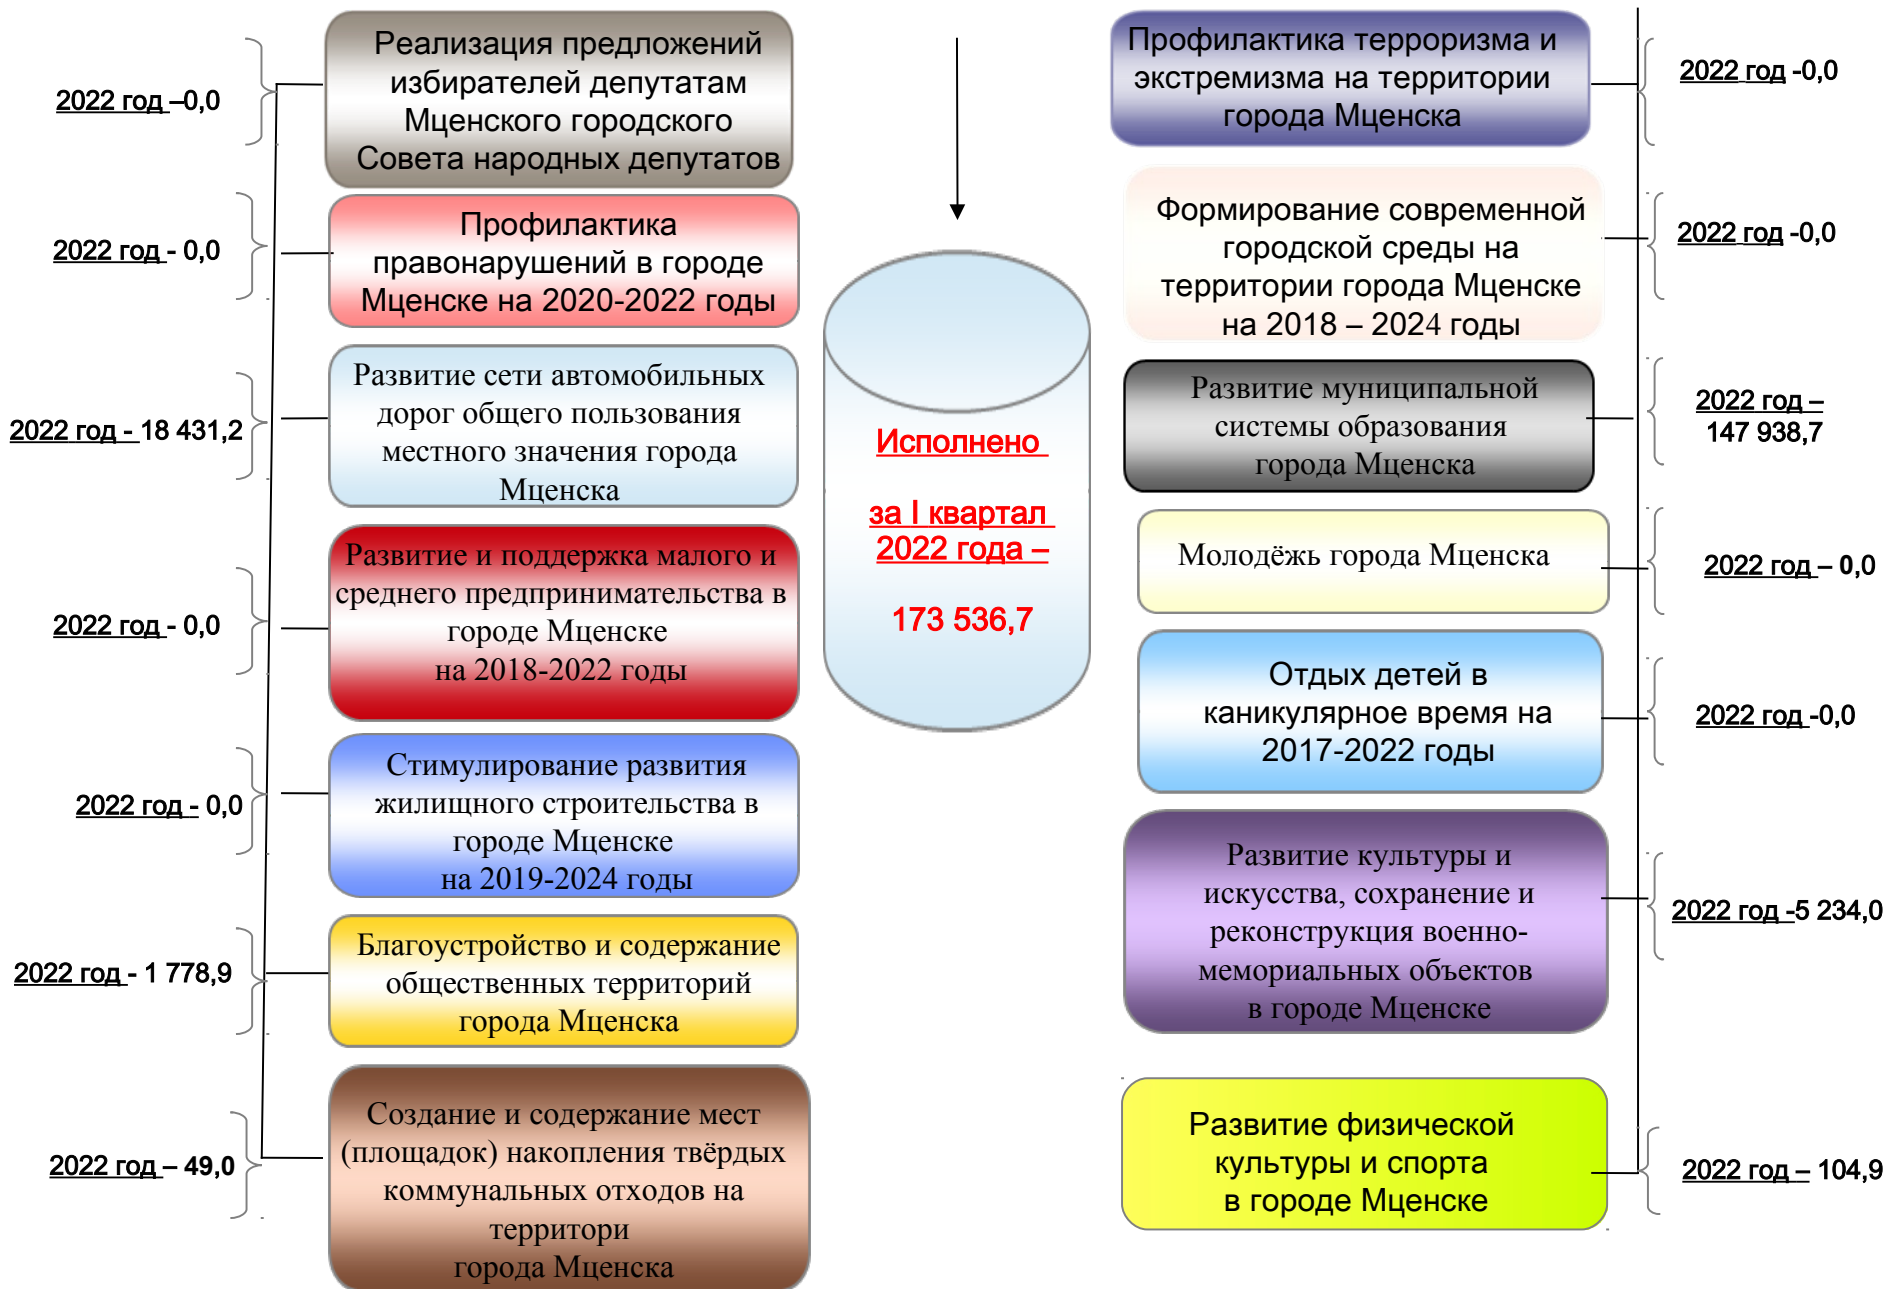 Реализация предложений
избирателей депутатам
Мценского городского
Совета народных депутатов
2022 год –0,0
Профилактика
правонарушений в городе
Мценске на 2020-2022 годы
2022 год - 0,0
Развитие сети автомобильных
дорог общего пользования
местного значения города
Мценска
2022 год - 18 431,2
Развитие и поддержка малого и
среднего предпринимательства в
городе Мценске
на 2018-2022 годы
2022 год - 0,0
Стимулирование развития
жилищного строительства в
городе Мценске
на 2019-2024 годы
2022 год - 0,0
Благоустройство и содержание
общественных территорий
города Мценска
2022 год - 1 778,9
Создание и содержание мест
(площадок) накопления твёрдых
коммунальных отходов на
территори
города Мценска
2022 год – 49,0
Исполнено
за I квартал
2022 года –
173 536,7
Профилактика терроризма и
экстремизма на территории
города Мценска
2022 год -0,0
Формирование современной
городской среды на
территории города Мценске
на 2018 – 2024 годы
2022 год -0,0
Развитие муниципальной
системы образования
города Мценска
2022 год –
147 938,7
Молодёжь города Мценска
2022 год – 0,0
Отдых детей в
каникулярное время на
2017-2022 годы
2022 год -0,0
Развитие культуры и
искусства, сохранение и
реконструкция военно-
мемориальных объектов
в городе Мценске
2022 год -5 234,0
Развитие физической
культуры и спорта
в городе Мценске
2022 год – 104,9